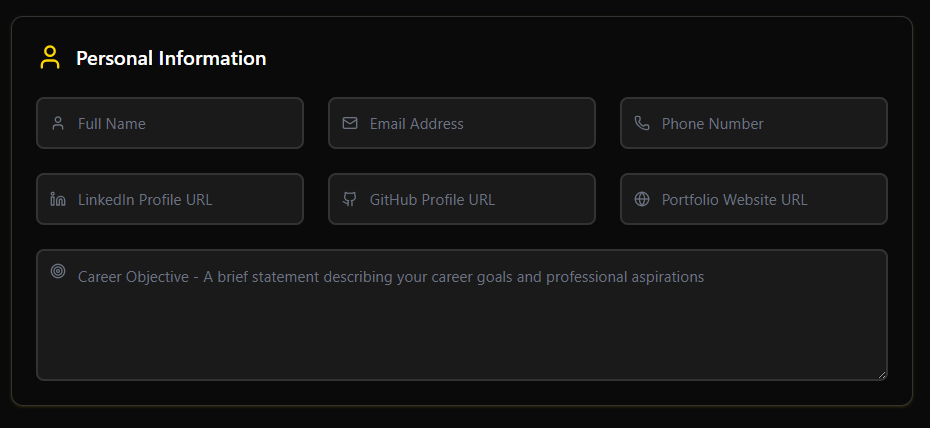 Personal Information
Full Name
Email Address
Phone Number
LinkedIn Profile URL
GitHub Profile URL
Portfolio Website URL
Career Objective - A brief statement describing your career goals and professional aspirations